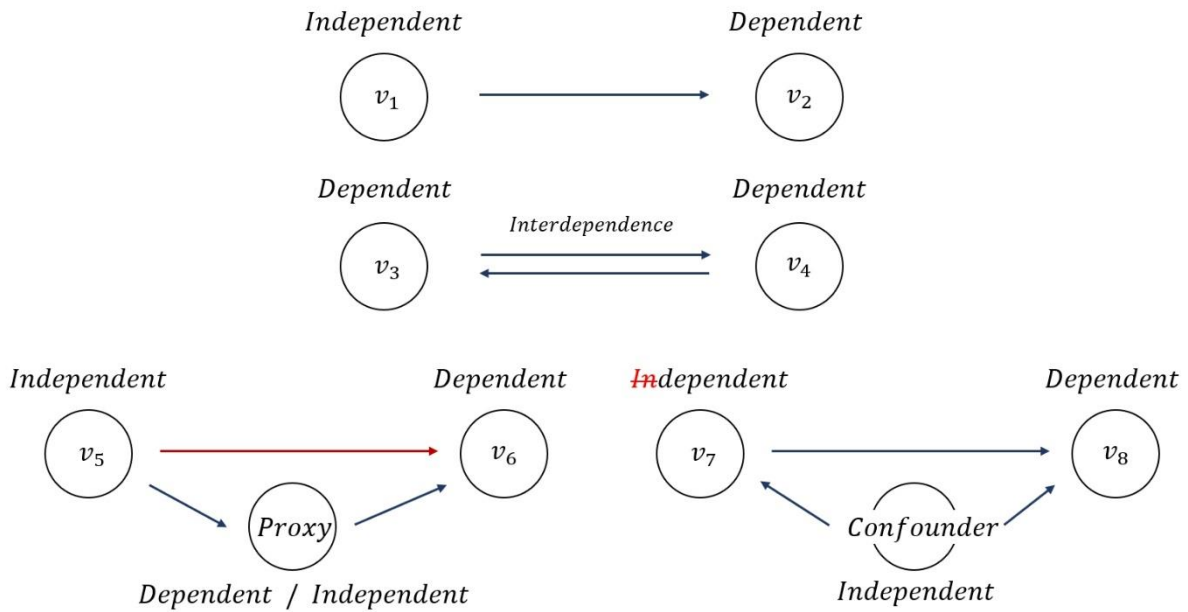 Independent Dependent
v₁ v₂
Dependent Dependent
Interdependence
v₃ v₄
Independent Dependent Independent Dependent
v₅ v₆ v₇ v₈
Proxy Confounder
Dependent / Independent Independent